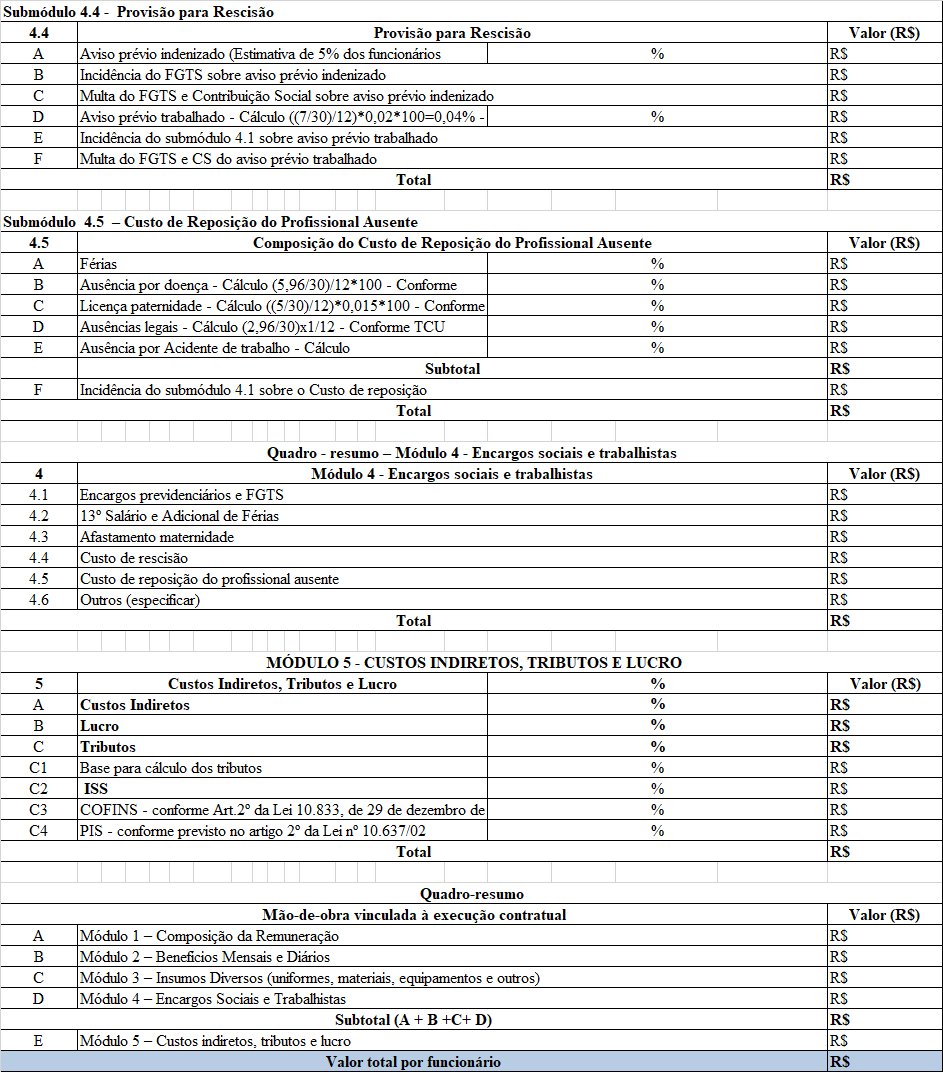 Submódulo 4.4 - Provisão para Rescisão
4.4 Provisão para Rescisão Valor (R$)
A Aviso prévio indenizado (Estimativa de 5% dos funcionários % R$
B Incidência do FGTS sobre aviso prévio indenizado R$
C Multa do FGTS e Contribuição Social sobre aviso prévio indenizado R$
D Aviso prévio trabalhado - Cálculo ((7/30)/12)*0,02*100=0,04% - % R$
E Incidência do submódulo 4.1 sobre aviso prévio trabalhado R$
F Multa do FGTS e CS do aviso prévio trabalhado R$
Total R$
Submódulo 4.5 – Custo de Reposição do Profissional Ausente
4.5 Composição do Custo de Reposição do Profissional Ausente Valor (R$)
A Férias % R$
B Ausência por doença - Cálculo (5,96/30)/12*100 - Conforme % R$
C Licença paternidade - Cálculo ((5/30)/12)*0,015*100 - Conforme % R$
D Ausências legais - Cálculo (2,96/30)x1/12 - Conforme TCU % R$
E Ausência por Acidente de trabalho - Cálculo % R$
Subtotal R$
F Incidência do submódulo 4.1 sobre o Custo de reposição R$
Total R$
Quadro - resumo – Módulo 4 - Encargos sociais e trabalhistas
4 Módulo 4 - Encargos sociais e trabalhistas Valor (R$)
4.1 Encargos previdenciários e FGTS R$
4.2 13º Salário e Adicional de Férias R$
4.3 Afastamento maternidade R$
4.4 Custo de rescisão R$
4.5 Custo de reposição do profissional ausente R$
4.6 Outros (especificar) R$
Total R$
MÓDULO 5 - CUSTOS INDIRETOS, TRIBUTOS E LUCRO
5 Custos Indiretos, Tributos e Lucro % Valor (R$)
A Custos Indiretos % R$
B Lucro % R$
C Tributos % R$
C1 Base para cálculo dos tributos % R$
C2 ISS % R$
C3 COFINS - conforme Art.2º da Lei 10.833, de 29 de dezembro de % R$
C4 PIS - conforme previsto no artigo 2º da Lei nº 10.637/02 % R$
Total R$
Quadro-resumo
Mão-de-obra vinculada à execução contratual Valor (R$)
A Módulo 1 – Composição da Remuneração R$
B Módulo 2 – Benefícios Mensais e Diários R$
C Módulo 3 – Insumos Diversos (uniformes, materiais, equipamentos e outros) R$
D Módulo 4 – Encargos Sociais e Trabalhistas R$
Subtotal (A + B +C+ D) R$
E Módulo 5 – Custos indiretos, tributos e lucro R$
Valor total por funcionário R$